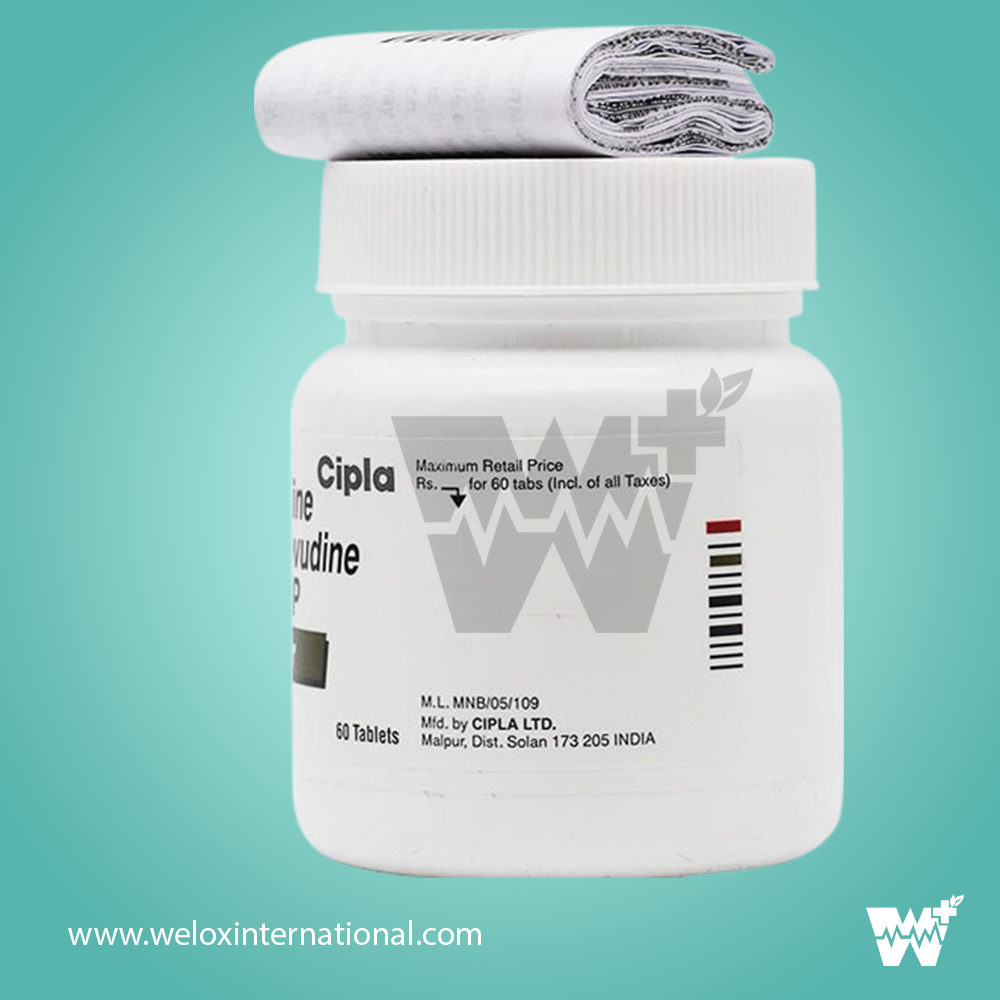 Cipla
ine
vudine
P
60 Tablets
Maximum Retail Price
Rs. for 60 tabs (Incl. of all Taxes)
M.L. MNB/05/109
Mfd. by CIPLA LTD.
Malpur, Dist. Solan 173 205 INDIA
www.weloxinternational.com